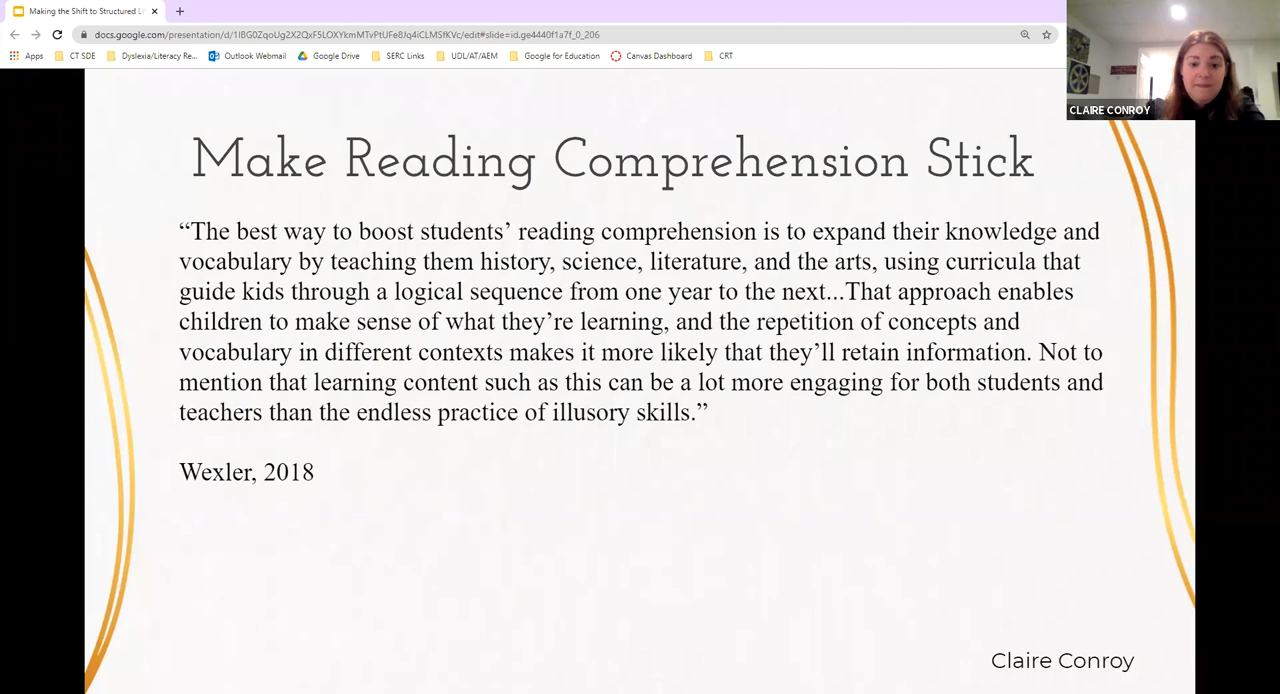 Making the Shift to Structured Li
docs.google.com/presentation/d/1IBG0ZqoUg2X2QxF5LOXYkmMTvPtUFe8Jq4iCLMSfKVc/edit#slide=id.ge4440f1a7f_0_206
Apps CT SDE Dyslexia/Literacy Re... Outlook Webmail Google Drive SERC Links UDL/AT/AEM Google for Education Canvas Dashboard CRT
CLAIRE CONROY
Make Reading Comprehension Stick
“The best way to boost students’ reading comprehension is to expand their knowledge and
vocabulary by teaching them history, science, literature, and the arts, using curricula that
guide kids through a logical sequence from one year to the next...That approach enables
children to make sense of what they’re learning, and the repetition of concepts and
vocabulary in different contexts makes it more likely that they’ll retain information. Not to
mention that learning content such as this can be a lot more engaging for both students and
teachers than the endless practice of illusory skills.”
Wexler, 2018
Claire Conroy